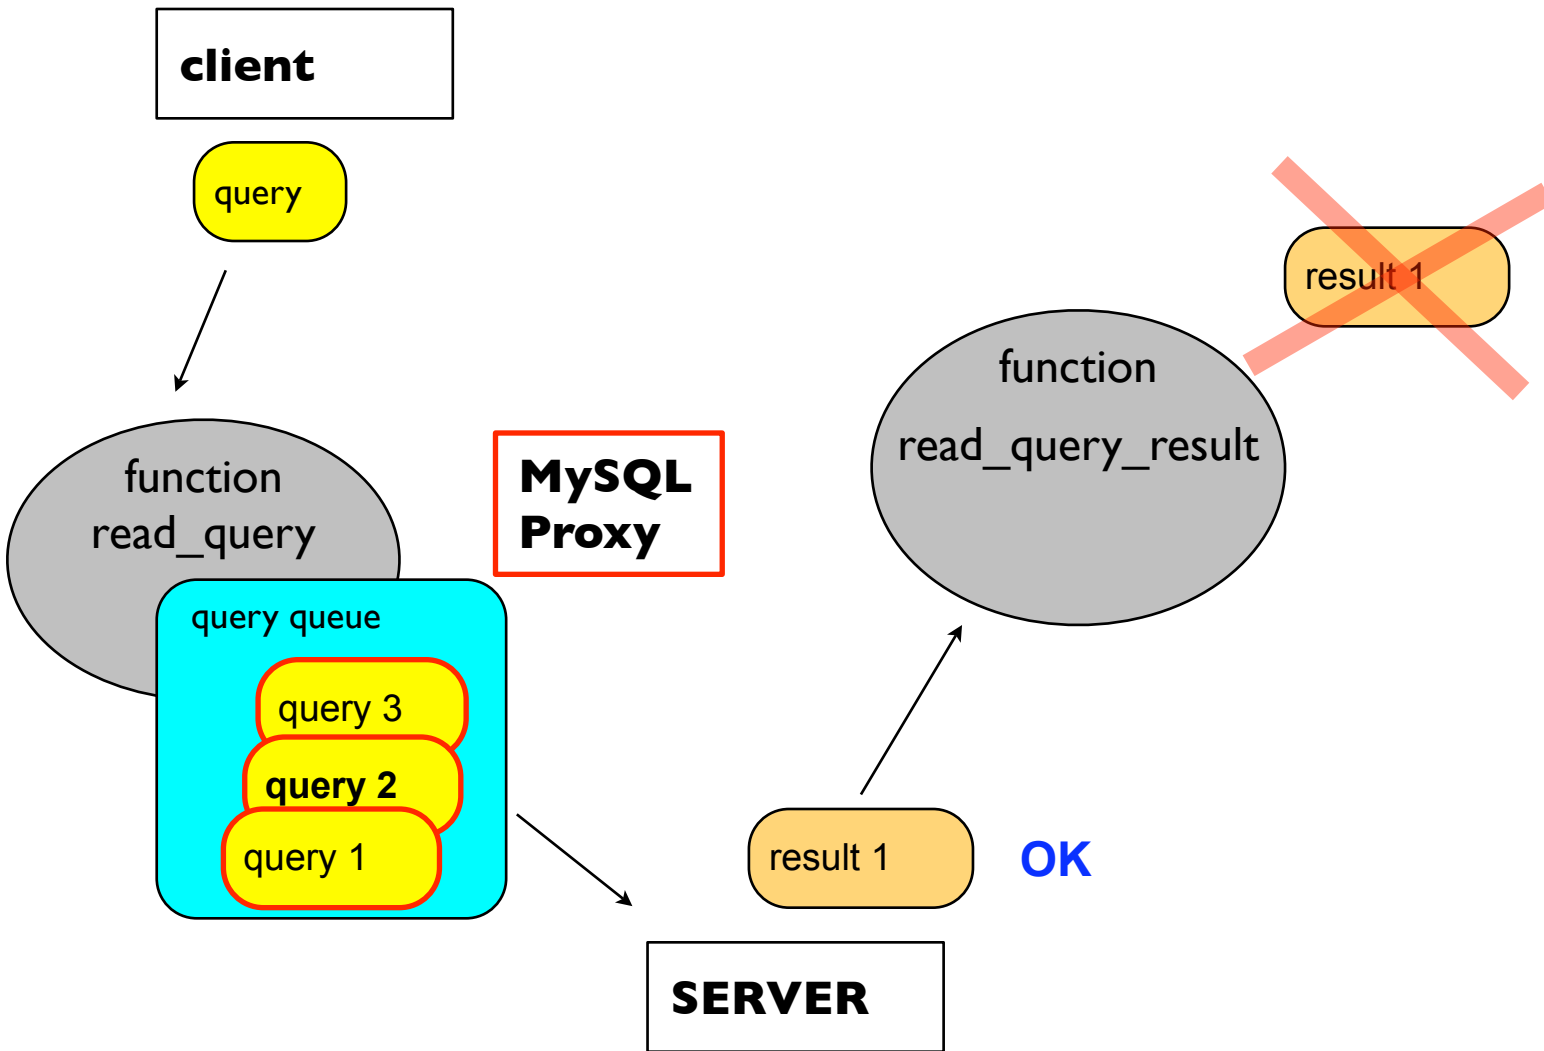 client
query
function
read_query
MySQL
Proxy
query queue
query 3
query 2
query 1
SERVER
result 1
OK
function
read_query_result
result 1